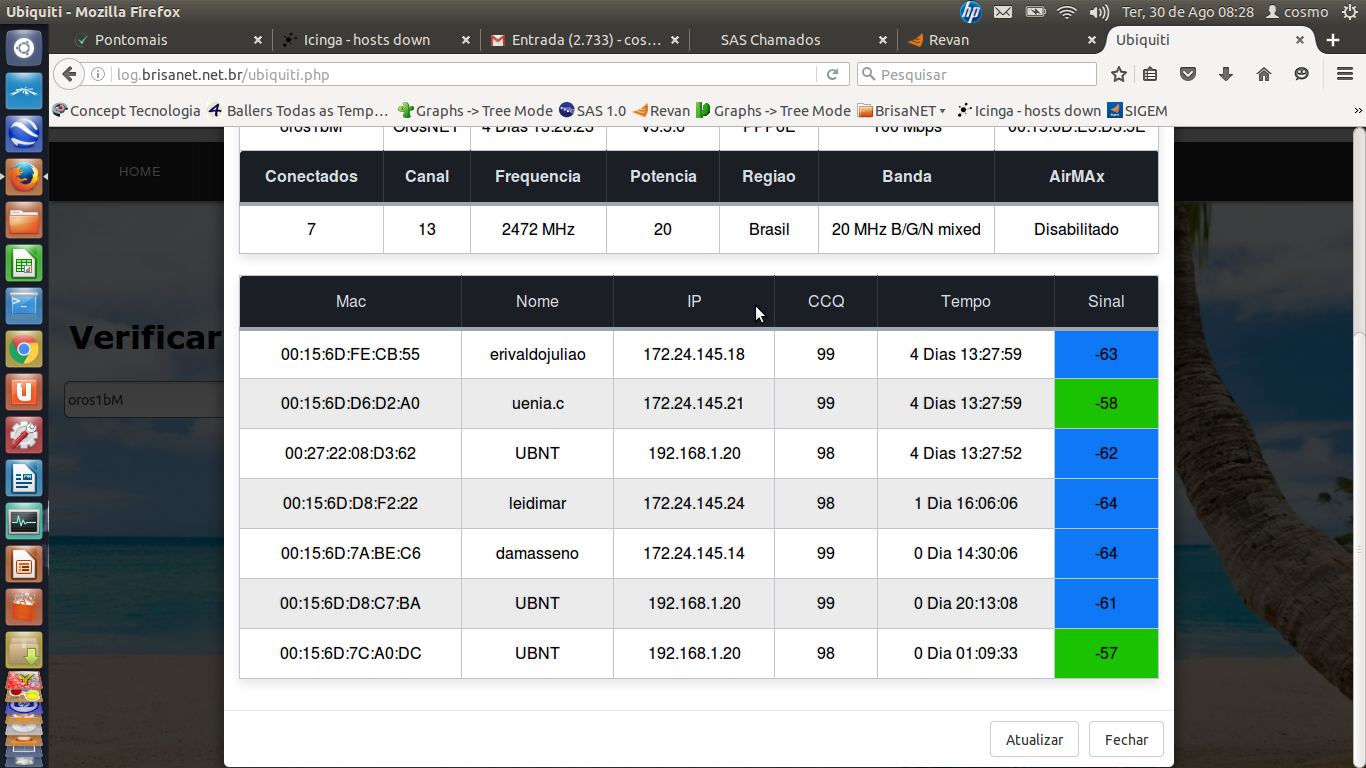 Ubiquiti - Mozilla Firefox
Ter, 30 de Ago 08:28 cosmo
Pontomais
Icinga - hosts down
Entrada (2.733) - cos…
SAS Chamados
Revan
Ubiquiti
log.brisanet.net.br/ubiquiti.php
Pesquisar
Concept Tecnologia
Ballers Todas as Temp…
Graphs -> Tree Mode
SAS 1.0
Revan
Graphs -> Tree Mode
BrisaNET
Icinga - hosts down
SIGEM
oros1bM OrosNET 4 Dias 13:28:23 v5.5.6 PPPoE 100 Mbps
HOME
Conectados Canal Frequencia Potencia Regiao Banda AirMAx
7 13 2472 MHz 20 Brasil 20 MHz B/G/N mixed Disabilitado
Verificar
oros1bM
Mac Nome IP CCQ Tempo Sinal
00:15:6D:FE:CB:55 erivaldojuliao 172.24.145.18 99 4 Dias 13:27:59 -63
00:15:6D:D6:D2:A0 uenia.c 172.24.145.21 99 4 Dias 13:27:59 -58
00:27:22:08:D3:62 UBNT 192.168.1.20 98 4 Dias 13:27:52 -62
00:15:6D:D8:F2:22 leidimar 172.24.145.24 98 1 Dia 16:06:06 -64
00:15:6D:7A:BE:C6 damasseno 172.24.145.14 99 0 Dia 14:30:06 -64
00:15:6D:D8:C7:BA UBNT 192.168.1.20 99 0 Dia 20:13:08 -61
00:15:6D:7C:A0:DC UBNT 192.168.1.20 98 0 Dia 01:09:33 -57
Atualizar Fechar